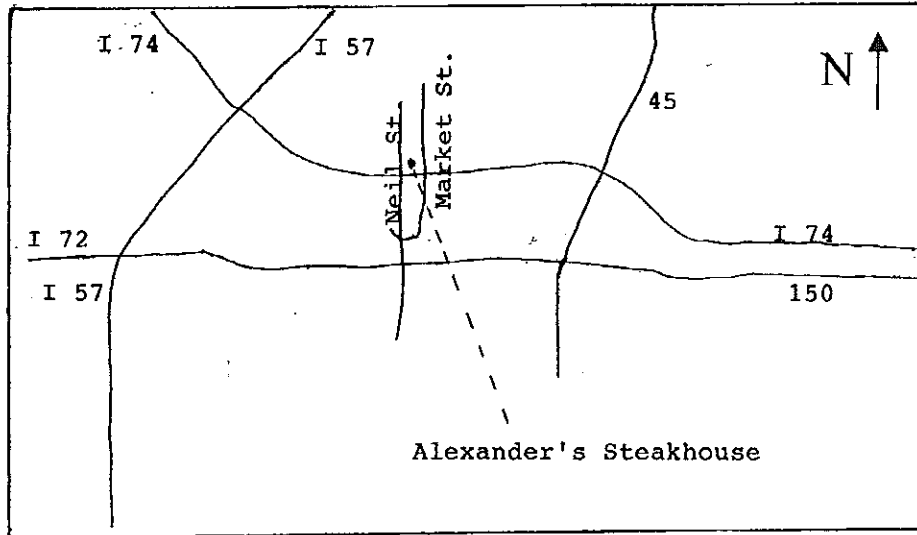 I 74
I 57
N
45
Neil St
Market St.
I 72
I 74
I 57
150
Alexander's Steakhouse